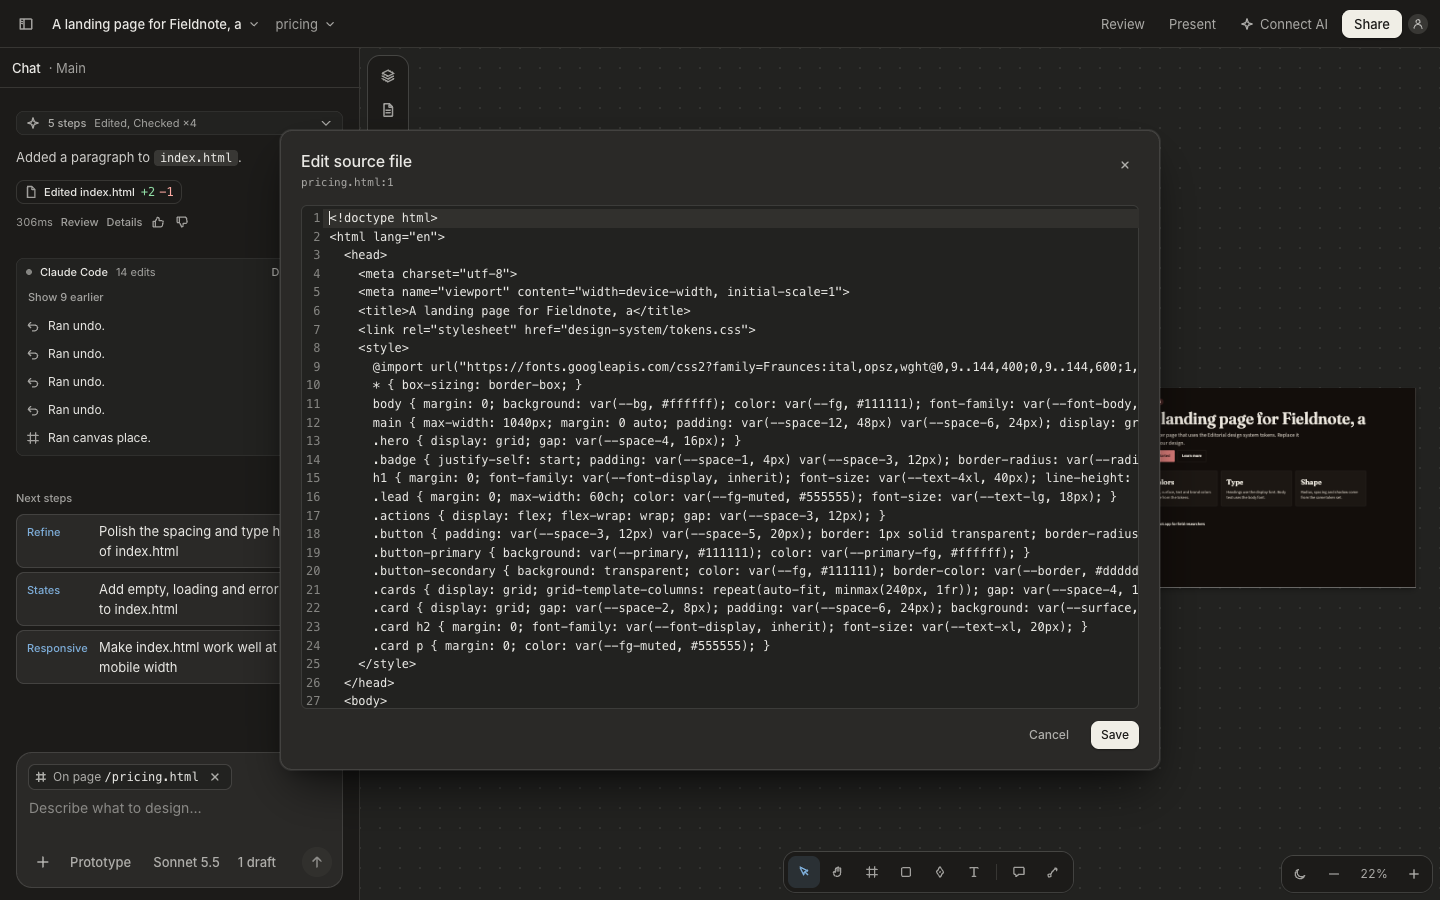 A landing page for Fieldnote, a
pricing
Review
Present
Connect AI
Share
Chat · Main
5 steps Edited, Checked ×4
Added a paragraph to index.html.
Edited index.html +2 −1
306ms Review Details
Claude Code 14 edits
D
Show 9 earlier
Ran undo.
Ran undo.
Ran undo.
Ran undo.
Ran canvas place.
Next steps
Refine
Polish the spacing and type h
of index.html
States
Add empty, loading and error
to index.html
Responsive
Make index.html work well at
mobile width
On page /pricing.html
Describe what to design...
Prototype
Sonnet 5.5
1 draft
Edit source file
pricing.html:1
1 <!doctype html>
2 <html lang="en">
3 <head>
4 <meta charset="utf-8">
5 <meta name="viewport" content="width=device-width, initial-scale=1">
6 <title>A landing page for Fieldnote, a</title>
7 <link rel="stylesheet" href="design-system/tokens.css">
8 <style>
9 @import url("https://fonts.googleapis.com/css2?family=Fraunces:ital,opsz,wght@0,9..144,400;0,9..144,600;1,
10 * { box-sizing: border-box; }
11 body { margin: 0; background: var(--bg, #ffffff); color: var(--fg, #111111); font-family: var(--font-body,
12 main { max-width: 1040px; margin: 0 auto; padding: var(--space-12, 48px) var(--space-6, 24px); display: gr
13 .hero { display: grid; gap: var(--space-4, 16px); }
14 .badge { justify-self: start; padding: var(--space-1, 4px) var(--space-3, 12px); border-radius: var(--radi
15 h1 { margin: 0; font-family: var(--font-display, inherit); font-size: var(--text-4xl, 40px); line-height:
16 .lead { margin: 0; max-width: 60ch; color: var(--fg-muted, #555555); font-size: var(--text-lg, 18px); }
17 .actions { display: flex; flex-wrap: wrap; gap: var(--space-3, 12px); }
18 .button { padding: var(--space-3, 12px) var(--space-5, 20px); border: 1px solid transparent; border-radius
19 .button-primary { background: var(--primary, #111111); color: var(--primary-fg, #ffffff); }
20 .button-secondary { background: transparent; color: var(--fg, #111111); border-color: var(--border, #ddddd
21 .cards { display: grid; grid-template-columns: repeat(auto-fit, minmax(240px, 1fr)); gap: var(--space-4, 1
22 .card { display: grid; gap: var(--space-2, 8px); padding: var(--space-6, 24px); background: var(--surface,
23 .card h2 { margin: 0; font-family: var(--font-display, inherit); font-size: var(--text-xl, 20px); }
24 .card p { margin: 0; color: var(--fg-muted, #555555); }
25 </style>
26 </head>
27 <body>
Cancel
Save
landing page for Fieldnote, a
page that uses the Editorial design system tokens. Replace it
your design.
Learn more
olors
Type
Shape
22%